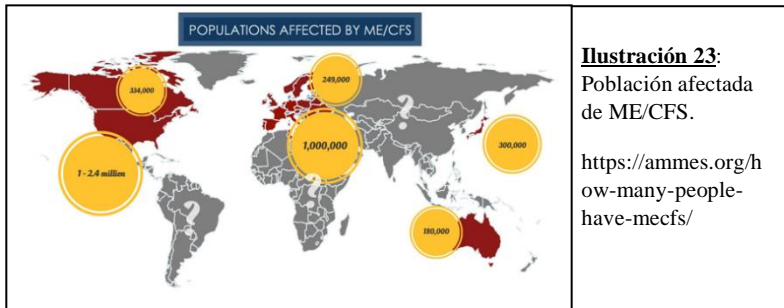 POPULATIONS AFFECTED BY ME/CFS
334,000
249,000
?
1,000,000
300,000
1 - 2.4 million
?
?
180,000
Ilustración 23:
Población afectada
de ME/CFS.
https://ammes.org/h
ow-many-people-
have-mecfs/